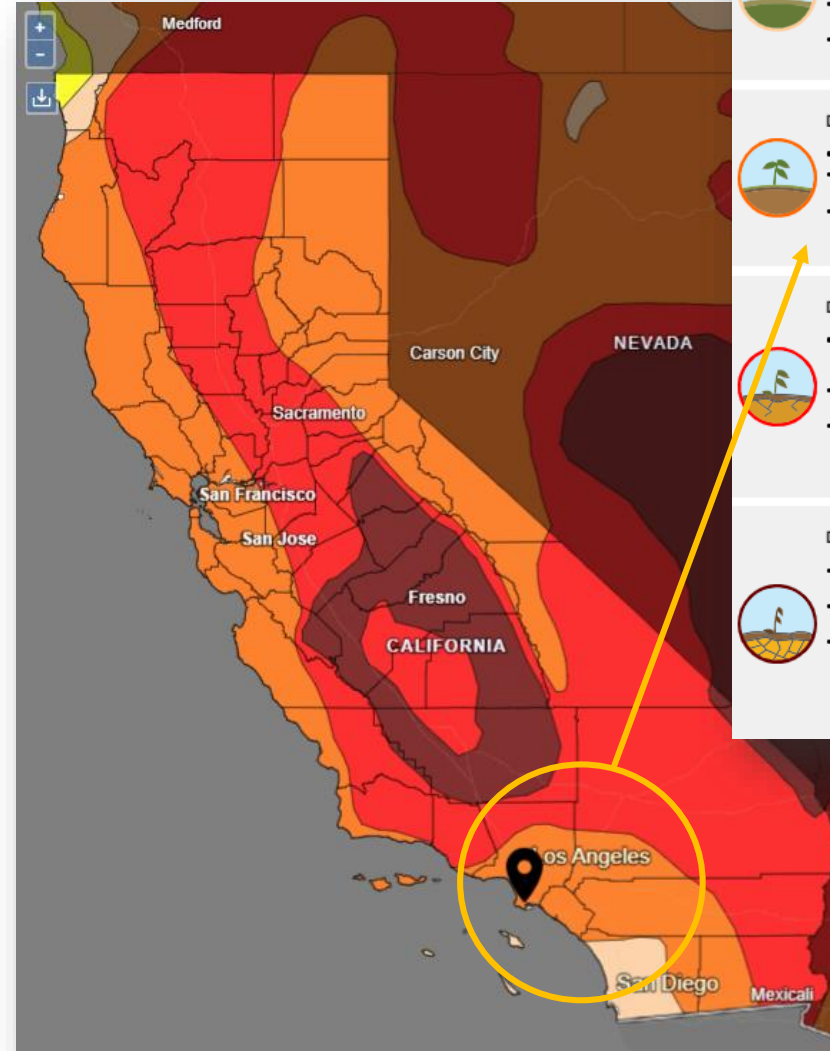 Medford
+
-
Carson City
NEVADA
Sacramento
San Francisco
San Jose
Fresno
CALIFORNIA
Los Angeles
San Diego
Mexicali